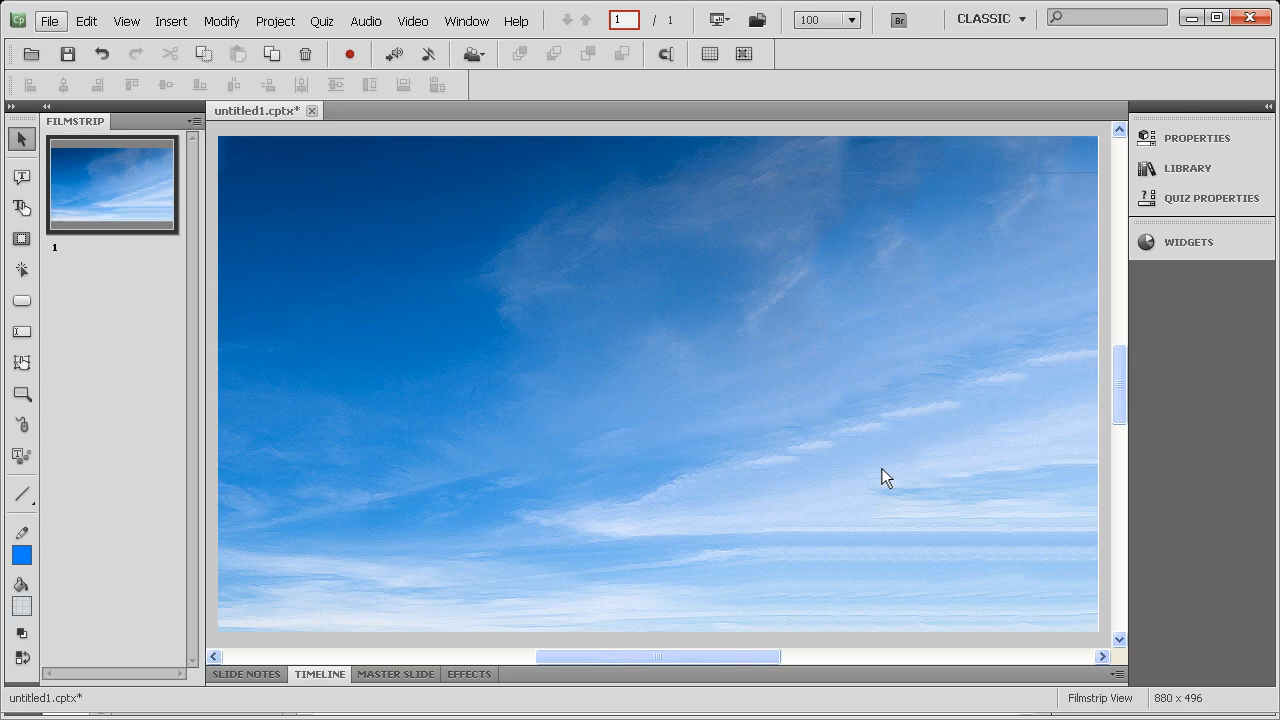 Cp File Edit View Insert Modify Project Quiz Audio Video Window Help 1 / 1 100 Br CLASSIC
untitled1.cptx*
FILMSTRIP
1
PROPERTIES
LIBRARY
QUIZ PROPERTIES
WIDGETS
SLIDE NOTES TIMELINE MASTER SLIDE EFFECTS
untitled1.cptx* Filmstrip View 880 x 496